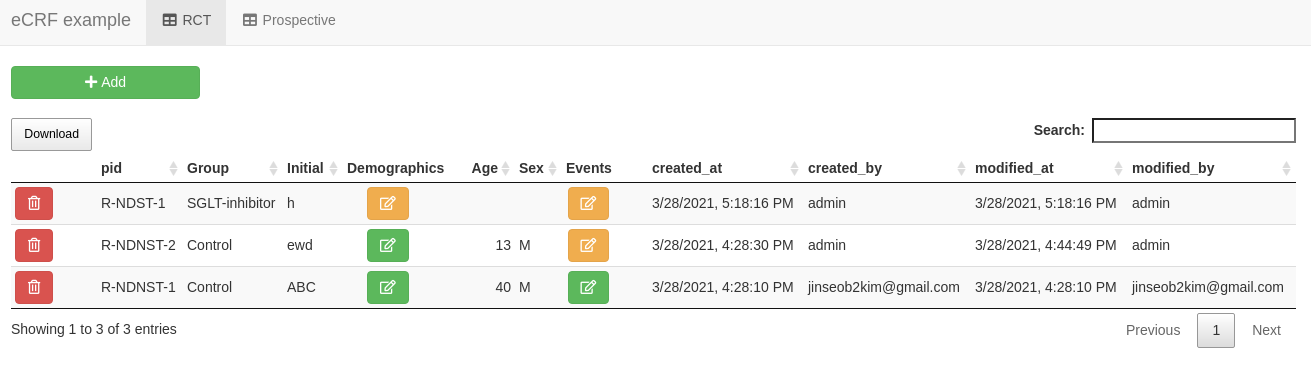 eCRF example RCT Prospective
Add
Download Search:
pid Group Initial Demographics Age Sex Events created_at created_by modified_at modified_by
R-NDST-1 SGLT-inhibitor h 3/28/2021, 5:18:16 PM admin 3/28/2021, 5:18:16 PM admin
R-NDNST-2 Control ewd 13 M 3/28/2021, 4:28:30 PM admin 3/28/2021, 4:44:49 PM admin
R-NDNST-1 Control ABC 40 M 3/28/2021, 4:28:10 PM jinseob2kim@gmail.com 3/28/2021, 4:28:10 PM jinseob2kim@gmail.com
Showing 1 to 3 of 3 entries Previous 1 Next